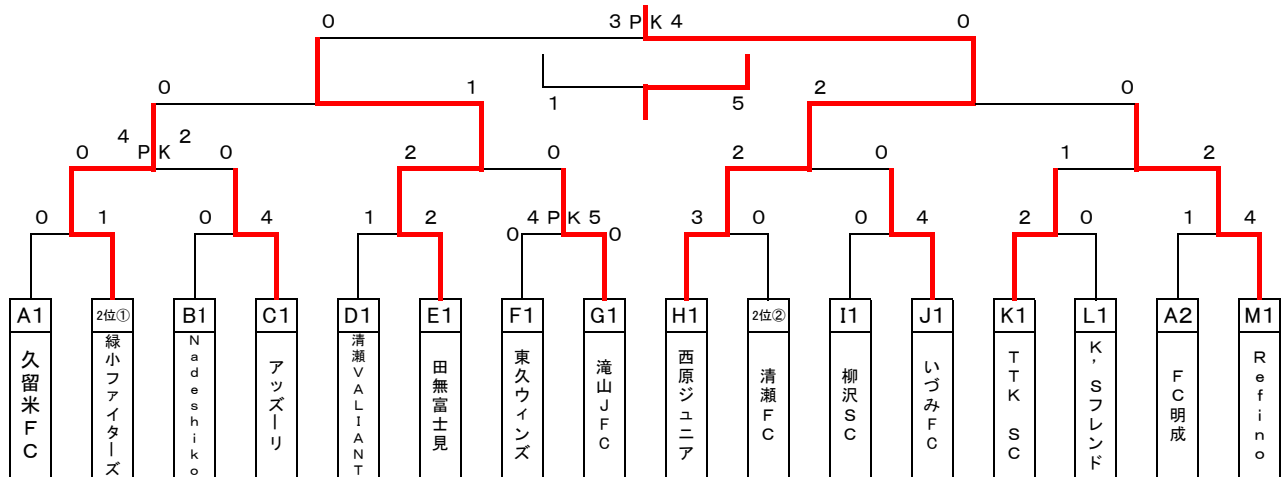 0 3 PK 4 0
0 1 1 5 2 0
4 2
0 PK 0 2 0 2 0 1 2
0 1 0 4 1 2 4 PK 5 3 0 0 4 2 0 1 4
0 0
A1 2位① B1 C1 D1 E1 F1 G1 H1 2位② I1 J1 K1 L1 A2 M1
久留米FC
緑小ファイターズ
Nadeshiko
アッズーリ
清瀬VALIANT
田無富士見
東久ウィンズ
滝山JFC
西原ジュニア
清瀬FC
柳沢SC
いづみFC
TTK SC
K'Sフレンド
FC明成
Refino